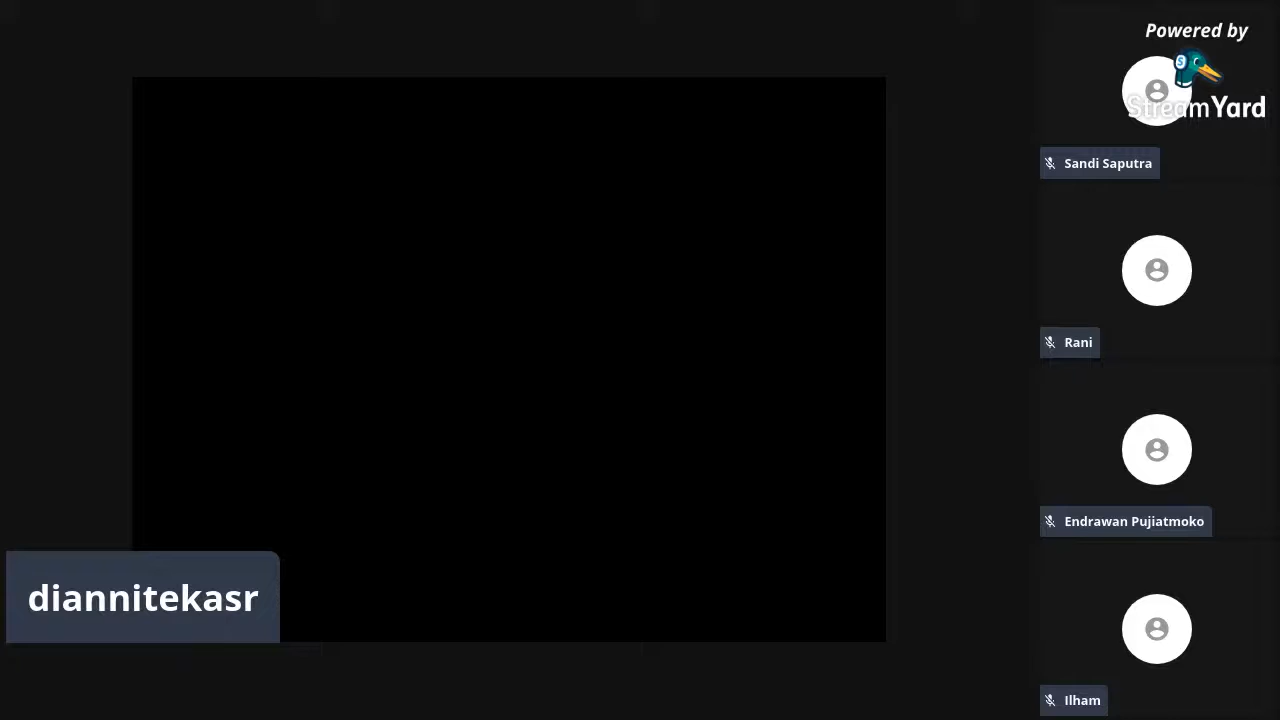 Powered by
StreamYard
Sandi Saputra
Rani
Endrawan Pujiatmoko
diannitekasr
Ilham